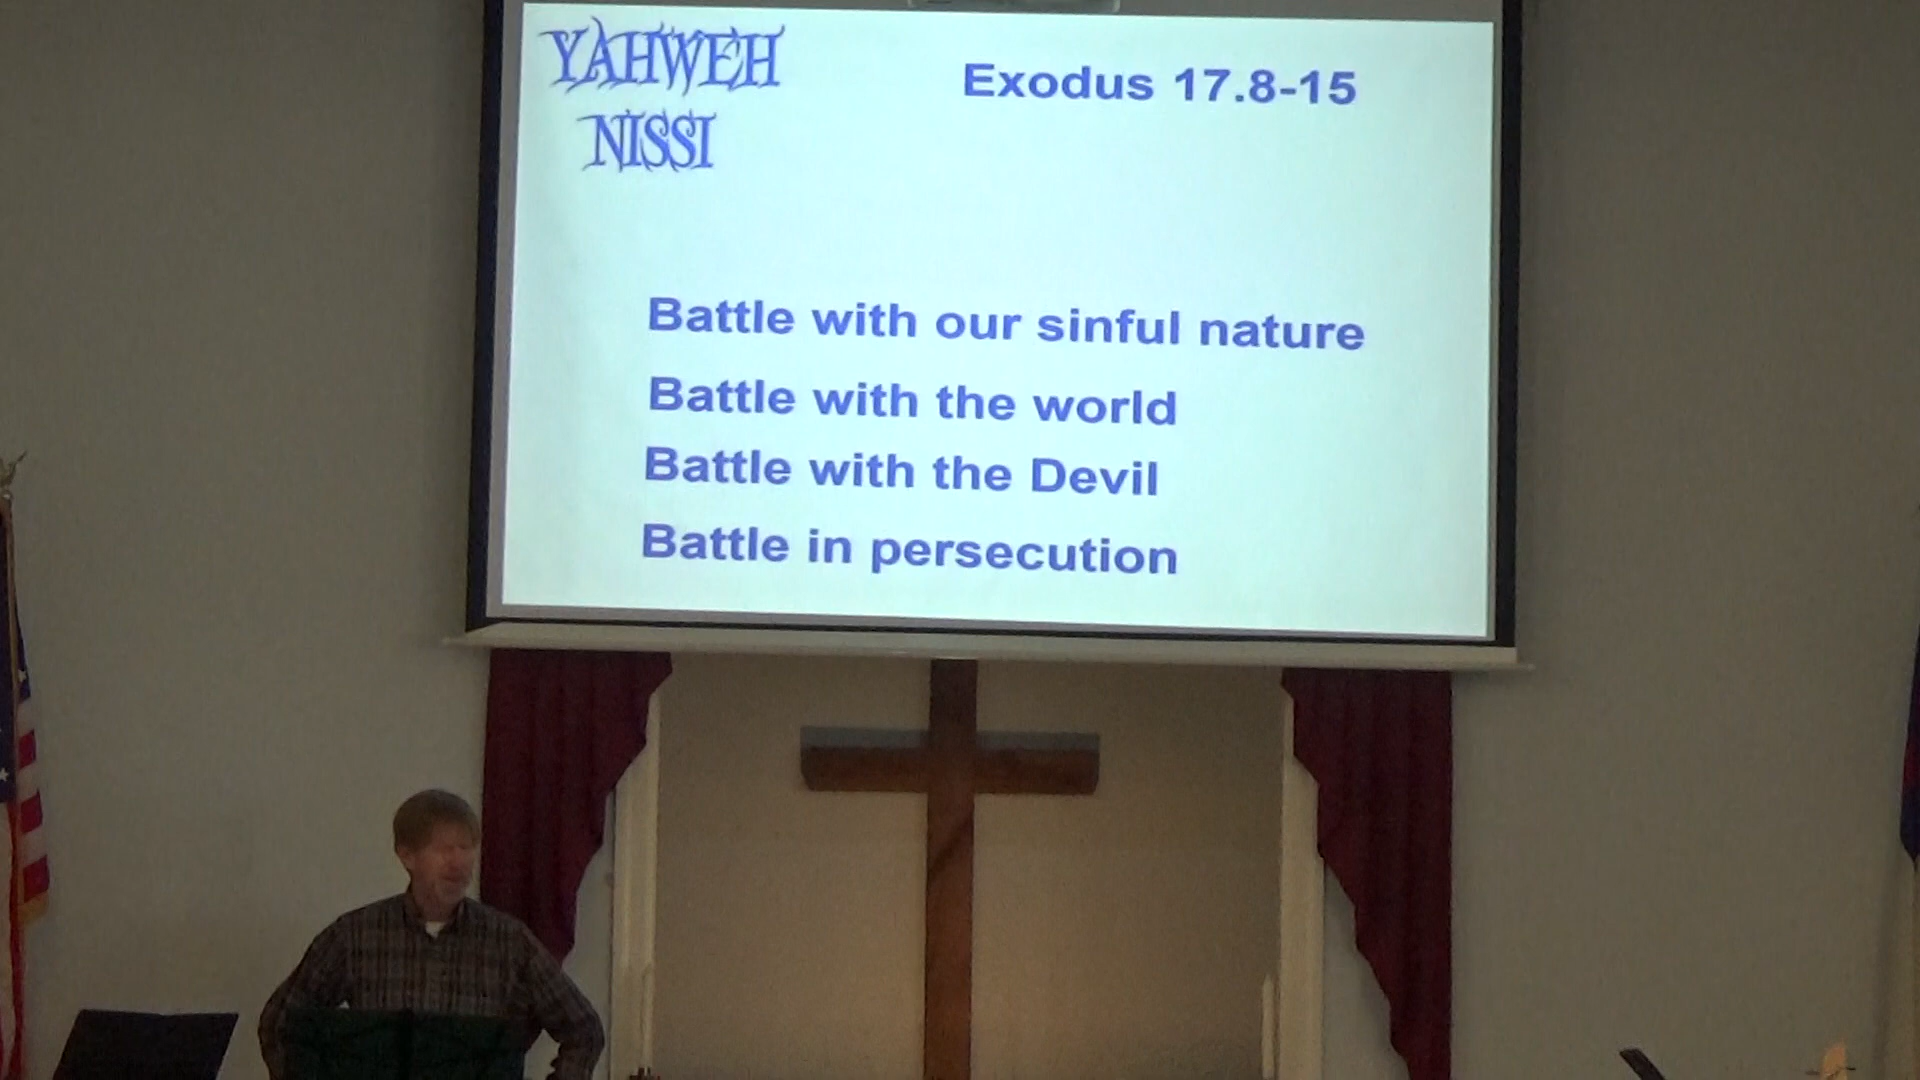 YAHWEH
NISSI
Exodus 17.8-15
Battle with our sinful nature
Battle with the world
Battle with the Devil
Battle in persecution